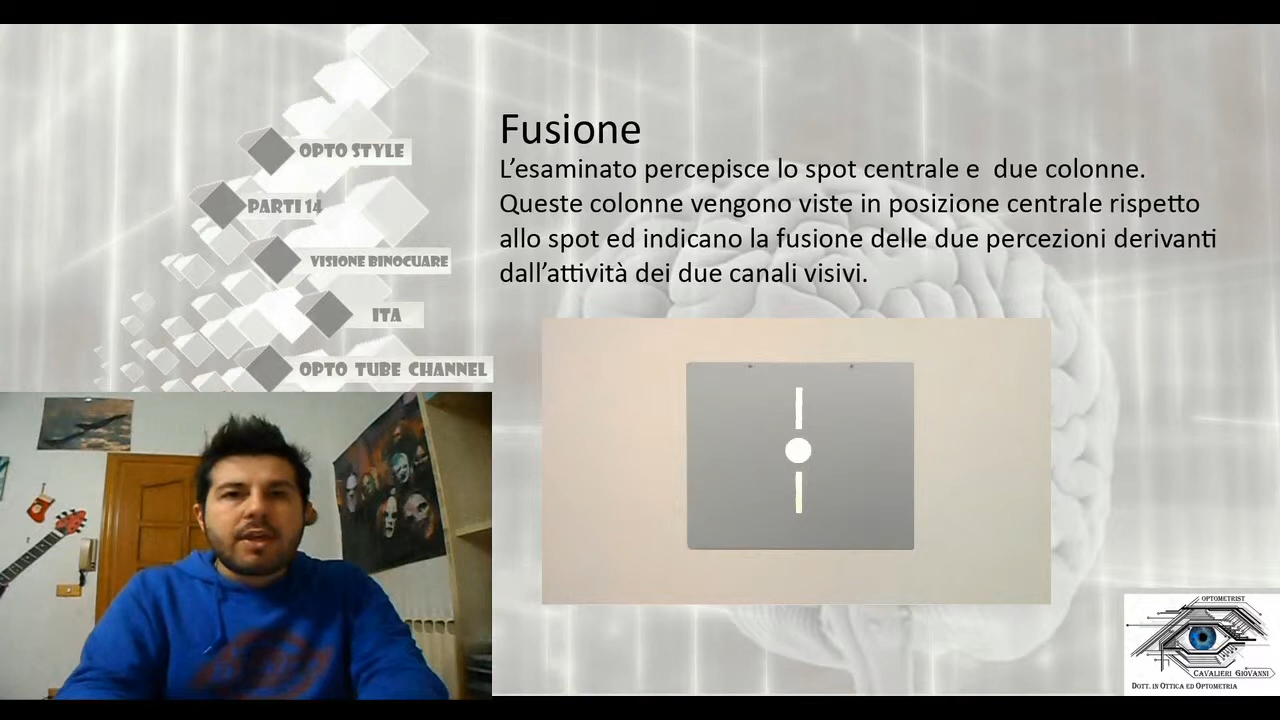 OPTO STYLE
PARTI 14
VISIONE BINOCUARE
ITA
OPTO TUBE CHANNEL
Fusione
L’esaminato percepisce lo spot centrale e  due colonne.
Queste colonne vengono viste in posizione centrale rispetto
allo spot ed indicano la fusione delle due percezioni derivanti
dall’attività dei due canali visivi.
OPTOMETRIST
CAVALIERI GIOVANNI
DOTT. IN OTTICA ED OPTOMETRIA